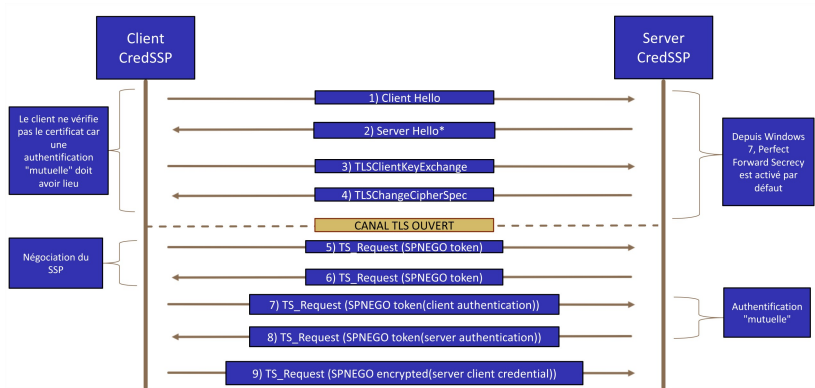 Client
CredSSP
Server
CredSSP
1) Client Hello
2) Server Hello*
3) TLSClientKeyExchange
4) TLSChangeCipherSpec
Le client ne vérifie
pas le certificat car
une
authentification
"mutuelle" doit
avoir lieu
Depuis Windows
7, Perfect
Forward Secrecy
est activé par
défaut
CANAL TLS OUVERT
5) TS_Request (SPNEGO token)
Négociation du
SSP
6) TS_Request (SPNEGO token)
7) TS_Request (SPNEGO token(client authentication))
Authentification
"mutuelle"
8) TS_Request (SPNEGO token(server authentication))
9) TS_Request (SPNEGO encrypted(server client credential))